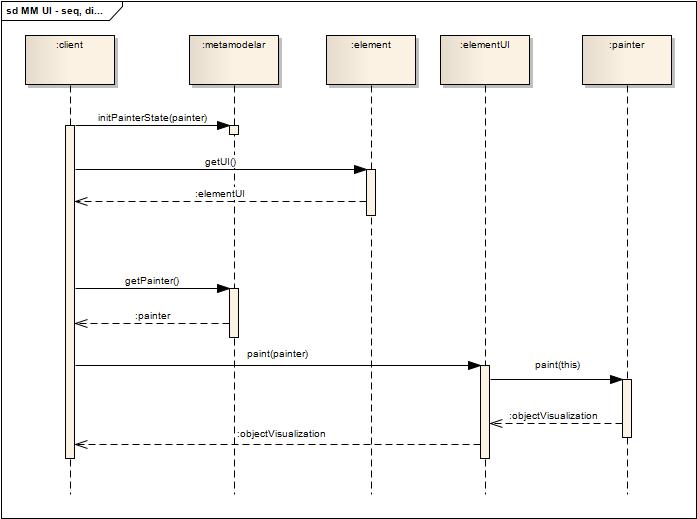 sd MM UI - seq, di...
:client
:metamodelar
:element
:elementUI
:painter
initPainterState(painter)
getUI()
:elementUI
getPainter()
:painter
paint(painter)
paint(this)
:objectVisualization
:objectVisualization